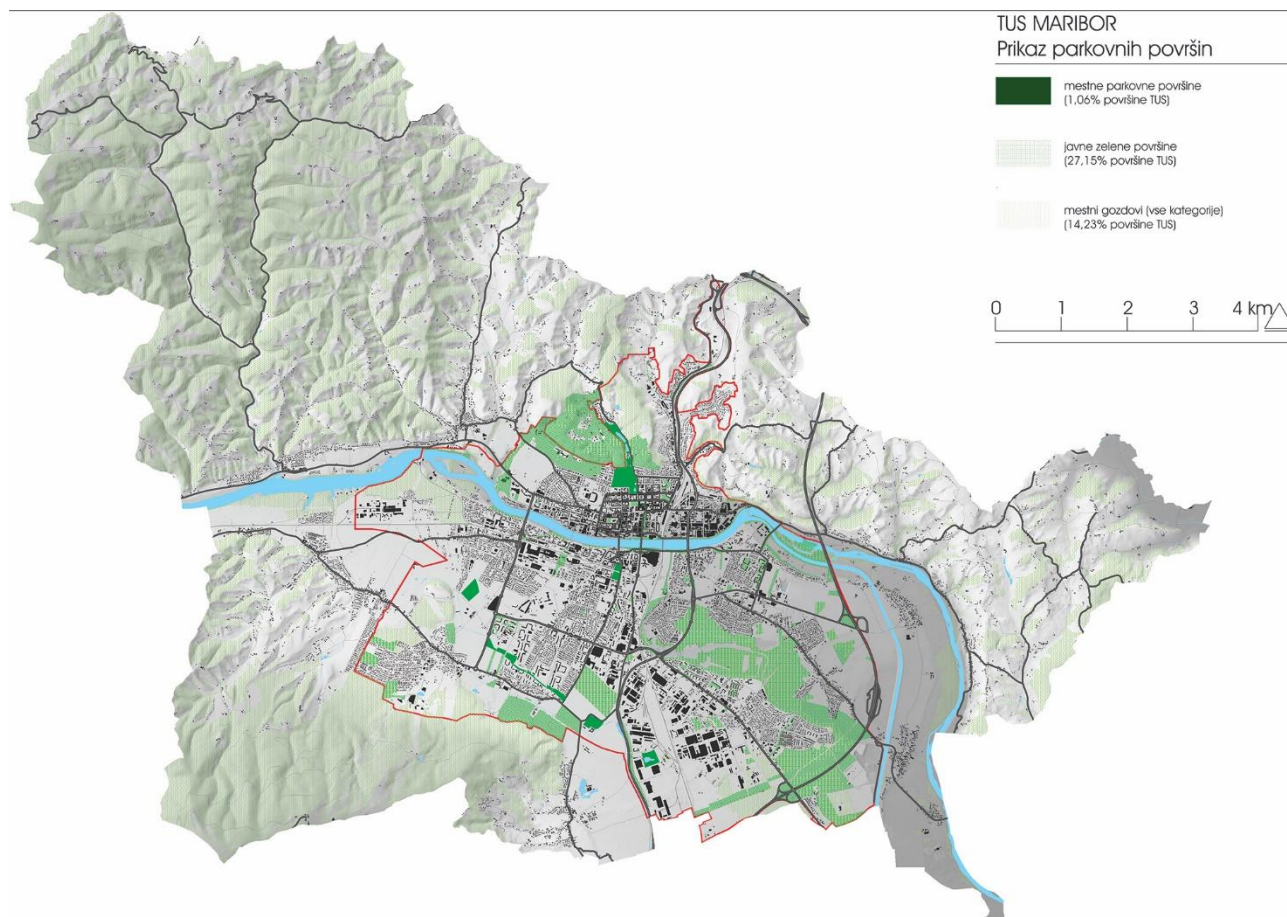 TUS MARIBOR
Prikaz parkovnih površin
mestne parkovne površine
(1,06% površine TUS)
javne zelene površine
(27,15% površine TUS)
mestni gozdovi (vse kategorije)
(14,23% površine TUS)
0 1 2 3 4 km